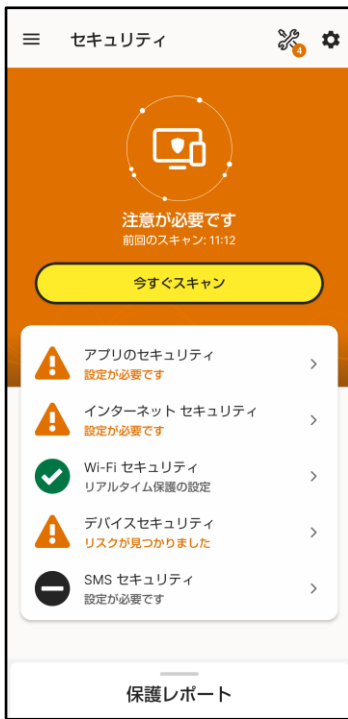 セキュリティ
4
注意が必要です
前回のスキャン: 11:12
今すぐスキャン
アプリのセキュリティ
設定が必要です
インターネット セキュリティ
設定が必要です
Wi-Fi セキュリティ
リアルタイム保護の設定
デバイスセキュリティ
リスクが見つかりました
SMS セキュリティ
設定が必要です
保護レポート